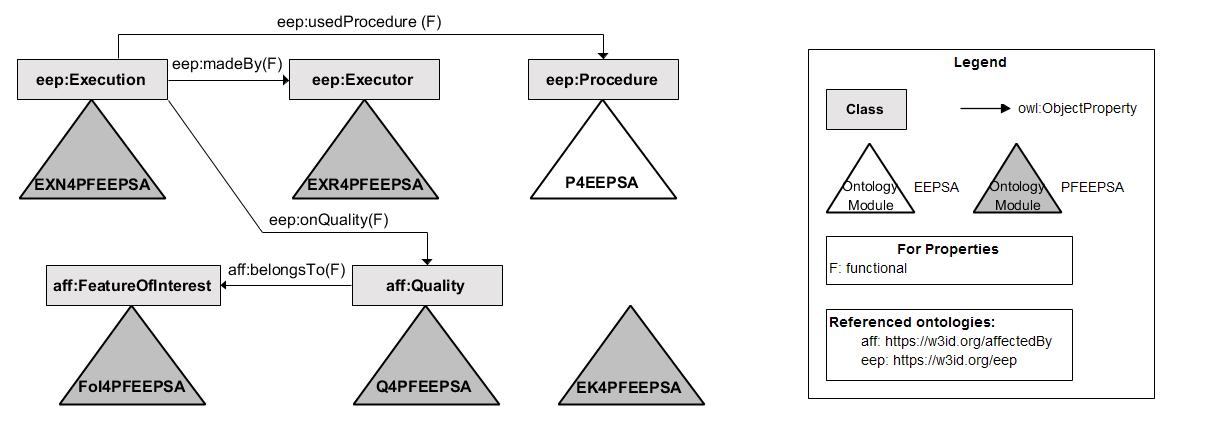 eep:usedProcedure (F)
eep:Execution
eep:madeBy(F)
eep:Executor
eep:Procedure
EXN4PFEEPSA
EXR4PFEEPSA
P4EEPSA
eep:onQuality(F)
aff:FeatureOfInterest
aff:belongsTo(F)
aff:Quality
FoI4PFEEPSA
Q4PFEEPSA
EK4PFEEPSA
Legend
Class
owl:ObjectProperty
Ontology
Module
EEPSA
Ontology
Module
PFEEPSA
For Properties
F: functional
Referenced ontologies:
aff: https://w3id.org/affectedBy
eep: https://w3id.org/eep